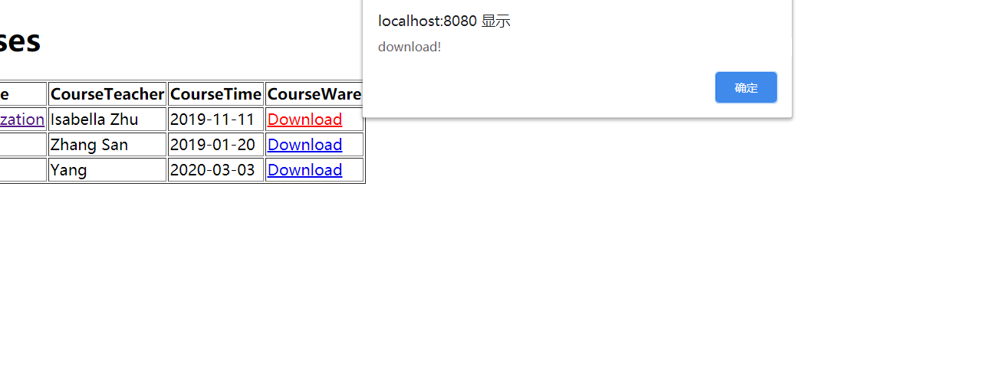 ses
localhost:8080 显示
download!
确定
e CourseTeacher CourseTime CourseWare
zation Isabella Zhu 2019-11-11 Download
Zhang San 2019-01-20 Download
Yang 2020-03-03 Download